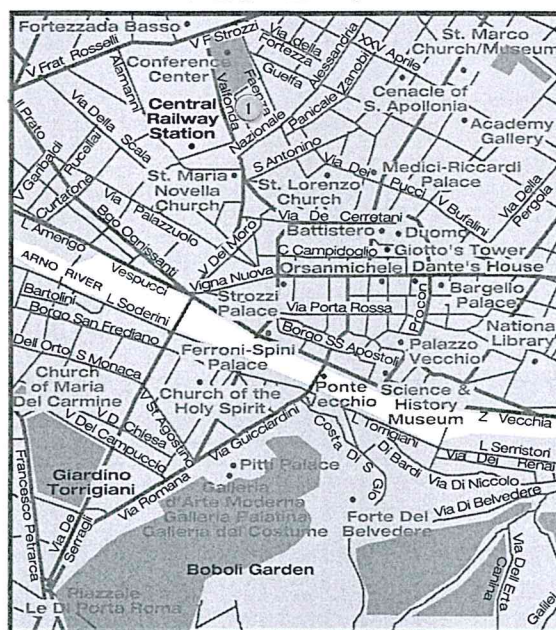 Fortezzada Basso
V F Strozzi
V Frat Rosselli
Alamanni
Conference
Center
Via Idella
Fortezza
Guelfa
Alessandria
XXV Aprile
St. Marco
Church/Museum
Il Prato
Via Della Scala
Central
Railway
Station
Valfonda
Faenza
1
Nazionale
Panicale Zanobi
Cenacle of
S. Apollonia
Academy
Gallery
V Garibaldi
Rucellai
Curtafone
S Antonino
Via Dei Pucci
Medici-Riccardi
Palace
V Bufalini
Via Della
Pergola
St. Maria
Novella
Church
St. Lorenzo
Church
Via Palazzuolo
Bgo Ognissanti
V Del Moro
Via De Cerretani
Battistero
Duomo
C Campidoglio
Giotto's Tower
L Amerigo
Vespucci
Vigna Nuova
Orsanmichele
Dante's House
ARNO RIVER
L Soderini
Strozzi
Palace
Via Porta Rossa
Procon
Bargello
Palace
Bartolini
Borgo San Frediano
Borgo SS Apostoli
National
Library
Dell Orto
S Monaca
Ferroni-Spini
Palace
Palazzo
Vecchio
Church
of Maria
Del Carmine
V D. Chiesa
V Del Campuccio
V St Agostino
Church of the
Holy Spirit
Ponte
Vecchio
Science &
History
Museum
Z Vecchia
Via Guicciardini
L Torrigiani
L Serristori
Costa Di S
Gio
Di Bardi
Via Dei Renai
Giardino
Torrigiani
Francesco Petrarca
Via De
Serragli
Via Romana
Pitti Palace
Galleria
d'Arte Moderna
Galleria Palatina
Galleria dal Costume
Via Di Niccolo
Via Di Belvedere
Forte Del
Belvedere
Boboli Garden
Via Dell Erta
Canina
Galilei
Piazzale
Le Di Porta Roma